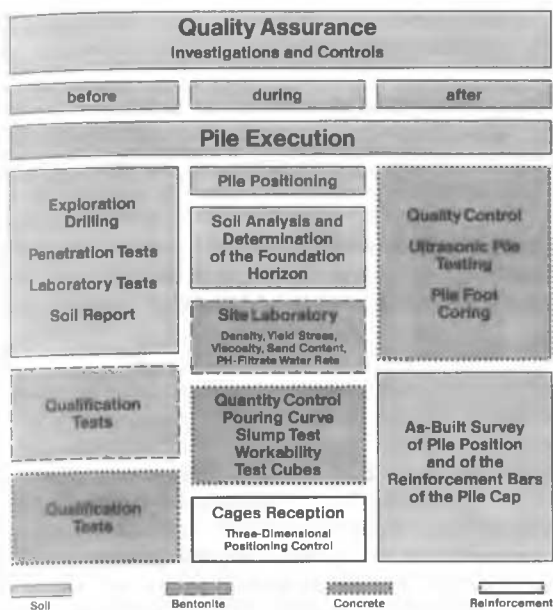 Quality Assurance
Investigations and Controls
before
during
after
Pile Execution
Exploration
Drilling
Penetration Tests
Laboratory Tests
Soil Report
Qualification
Tests
Qualification
Tests
Pile Positioning
Soil Analysis and
Determination
of the Foundation
Horizon
Site Laboratory
Density, Yield Stress,
Viscosity, Sand Content,
PH-Filtrate Water Rate
Quantity Control
Pouring Curve
Slump Test
Workability
Test Cubes
Cages Reception
Three-Dimensional
Positioning Control
Quality Control
Ultrasonic Pile
Testing
Pile Foot
Coring
As-Built Survey
of Pile Position
and of the
Reinforcement Bars
of the Pile Cap
Soil
Bentonite
Concrete
Reinforcement